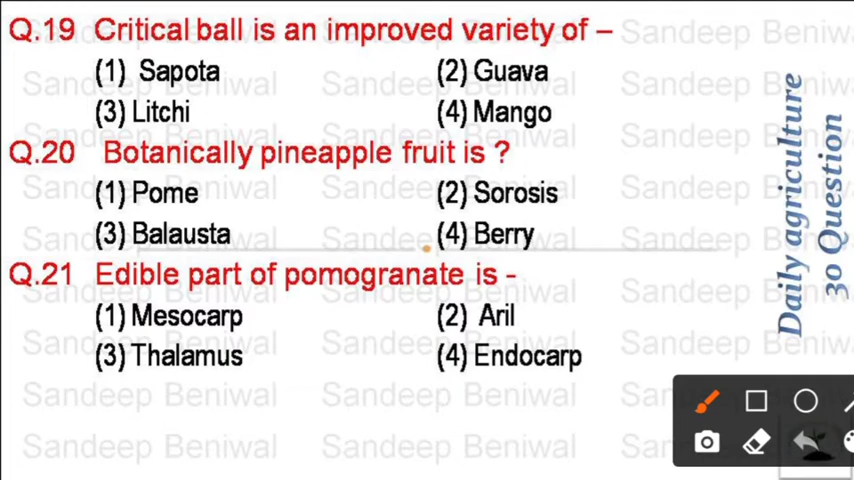 Q.19 Critical ball is an improved variety of –
(1) Sapota (2) Guava
(3) Litchi (4) Mango
Q.20 Botanically pineapple fruit is ?
(1) Pome (2) Sorosis
(3) Balausta (4) Berry
Q.21 Edible part of pomogranate is -
(1) Mesocarp (2) Aril
(3) Thalamus (4) Endocarp
Daily agriculture
30 Question
Sandeep Beniwal